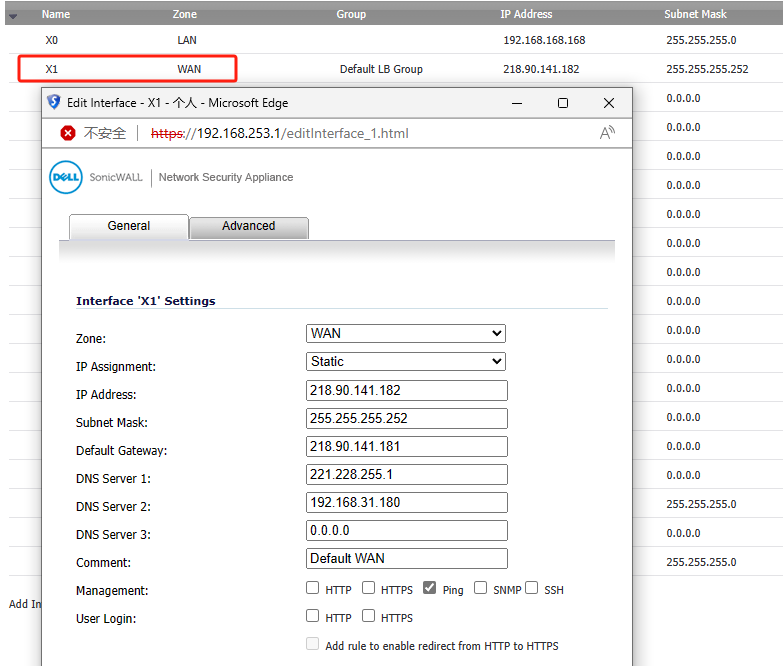 Name Zone Group IP Address Subnet Mask
X0 LAN 192.168.168.168 255.255.255.0
X1 WAN Default LB Group 218.90.141.182 255.255.255.252
0.0.0.0
Edit Interface - X1 - 个人 - Microsoft Edge
0.0.0.0
不安全 https://192.168.253.1/editInterface_1.html
0.0.0.0
DELL SonicWALL Network Security Appliance
0.0.0.0
0.0.0.0
General Advanced
0.0.0.0
0.0.0.0
Interface 'X1' Settings
0.0.0.0
Zone: WAN
0.0.0.0
IP Assignment: Static
0.0.0.0
IP Address: 218.90.141.182
0.0.0.0
Subnet Mask: 255.255.255.252
0.0.0.0
Default Gateway: 218.90.141.181
0.0.0.0
DNS Server 1: 221.228.255.1
0.0.0.0
DNS Server 2: 192.168.31.180
255.255.255.0
DNS Server 3: 0.0.0.0
0.0.0.0
Comment: Default WAN
255.255.255.0
Management: HTTP HTTPS Ping SNMP SSH
Add In
User Login: HTTP HTTPS
Add rule to enable redirect from HTTP to HTTPS